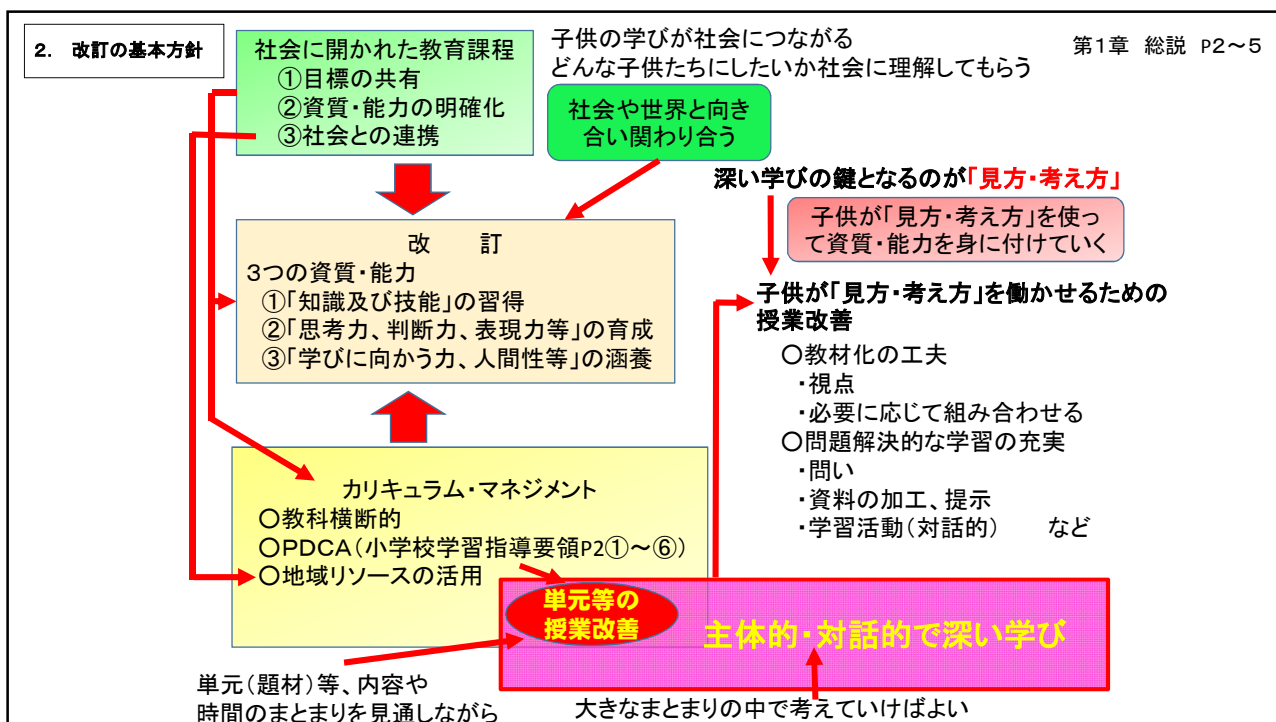 2. 改訂の基本方針
社会に開かれた教育課程
①目標の共有
②資質・能力の明確化
③社会との連携
子供の学びが社会につながる
どんな子供たちにしたいか社会に理解してもらう
第1章 総説 P2～5
社会や世界と向き
合い関わり合う
深い学びの鍵となるのが「見方・考え方」
子供が「見方・考え方」を使っ
て資質・能力を身に付けていく
改　　訂
３つの資質・能力
①「知識及び技能」の習得
②「思考力、判断力、表現力等」の育成
③「学びに向かう力、人間性等」の涵養
子供が「見方・考え方」を働かせるための
授業改善
〇教材化の工夫
・視点
・必要に応じて組み合わせる
〇問題解決的な学習の充実
・問い
・資料の加工、提示
・学習活動（対話的）　　など
カリキュラム・マネジメント
〇教科横断的
〇ＰＤＣＡ（小学校学習指導要領P2①～⑥）
〇地域リソースの活用
単元等の
授業改善
主体的・対話的で深い学び
単元（題材）等、内容や
時間のまとまりを見通しながら
大きなまとまりの中で考えていけばよい